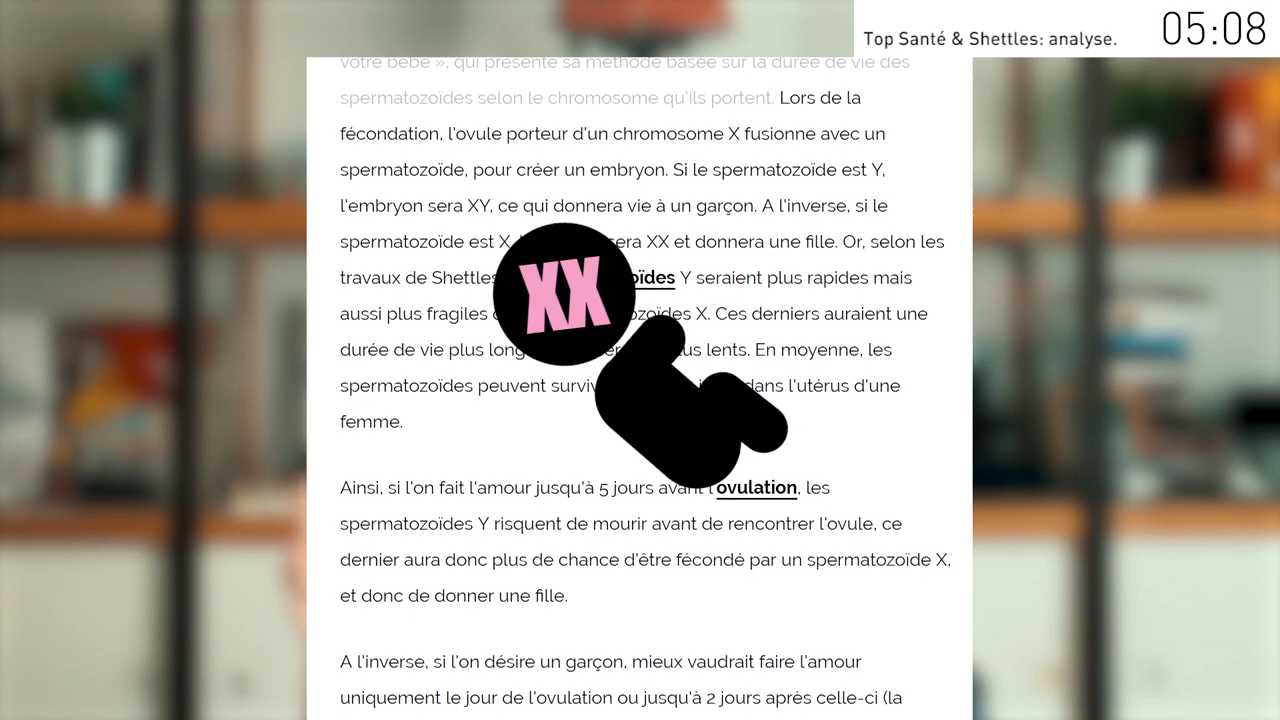 Top Santé & Shettles: analyse.
05:08
votre bébé », qui présente sa méthode basée sur la durée de vie des
spermatozoïdes selon le chromosome qu'ils portent. Lors de la
fécondation, l'ovule porteur d'un chromosome X fusionne avec un
spermatozoïde, pour créer un embryon. Si le spermatozoïde est Y,
l'embryon sera XY, ce qui donnera vie à un garçon. A l'inverse, si le
spermatozoïde est X, sera XX et donnera une fille. Or, selon les
travaux de Shettles Y seraient plus rapides mais
aussi plus fragiles X. Ces derniers auraient une
durée de vie plus lents. En moyenne, les
spermatozoïdes peuvent dans l'utérus d'une
femme.
XX
Ainsi, si l'on fait l'amour jusqu'à 5 jours avant l'ovulation, les
spermatozoïdes Y risquent de mourir avant de rencontrer l'ovule, ce
dernier aura donc plus de chance d'être fécondé par un spermatozoïde X,
et donc de donner une fille.
A l'inverse, si l'on désire un garçon, mieux vaudrait faire l'amour
uniquement le jour de l'ovulation ou jusqu'à 2 jours après celle-ci (la